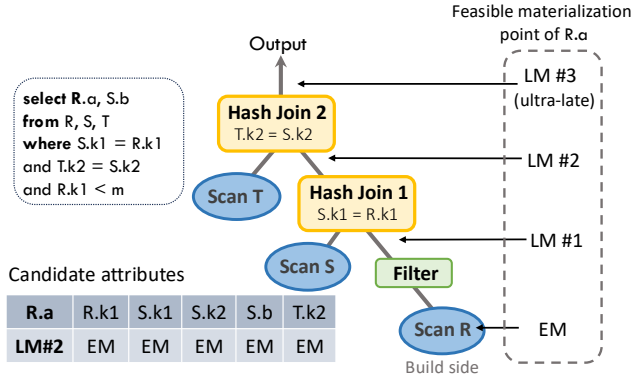 Feasible materialization
point of R.a
Output
LM #3
(ultra-late)
select R.a, S.b
from R, S, T
where S.k1 = R.k1
and T.k2 = S.k2
and R.k1 < m
Hash Join 2
T.k2 = S.k2
LM #2
Scan T
Hash Join 1
S.k1 = R.k1
LM #1
Scan S
Filter
Candidate attributes
R.a R.k1 S.k1 S.k2 S.b T.k2
LM#2 EM EM EM EM EM
Scan R
EM
Build side